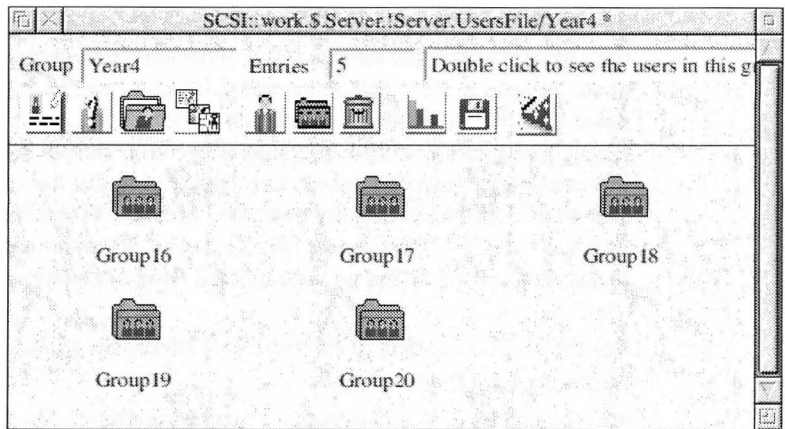 SCSI::work.$.Server.!Server.UsersFile/Year4 *
Group Year4 Entries 5 Double click to see the users in this
Group16 Group17 Group18
Group19 Group20